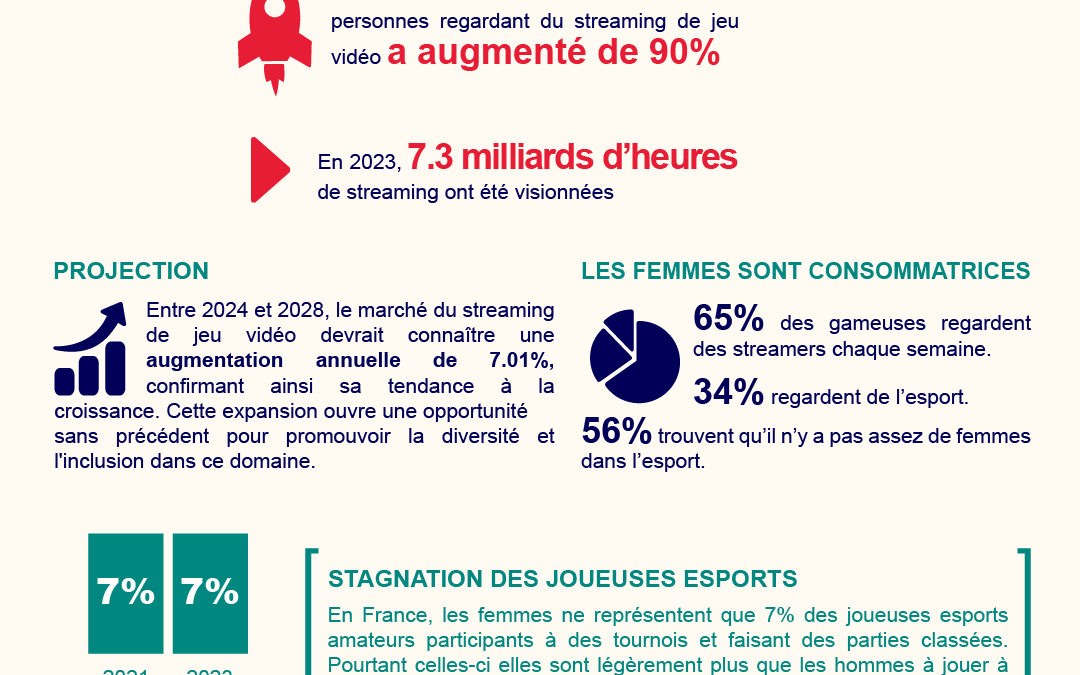 personnes regardant du streaming de jeu
vidéo a augmenté de 90%
En 2023, 7.3 milliards d’heures
de streaming ont été visionnées
PROJECTION
Entre 2024 et 2028, le marché du streaming
de jeu vidéo devrait connaître une
augmentation annuelle de 7.01%,
confirmant ainsi sa tendance à la
croissance. Cette expansion ouvre une opportunité
sans précédent pour promouvoir la diversité et
l'inclusion dans ce domaine.
LES FEMMES SONT CONSOMMATRICES
65% des gameuses regardent
des streamers chaque semaine.
34% regardent de l’esport.
56% trouvent qu’il n’y a pas assez de femmes
dans l’esport.
7% 7%
2021 2023
STAGNATION DES JOUEUSES ESPORTS
En France, les femmes ne représentent que 7% des joueuses esports
amateurs participants à des tournois et faisant des parties classées.
Pourtant celles-ci elles sont légèrement plus que les hommes à jouer à